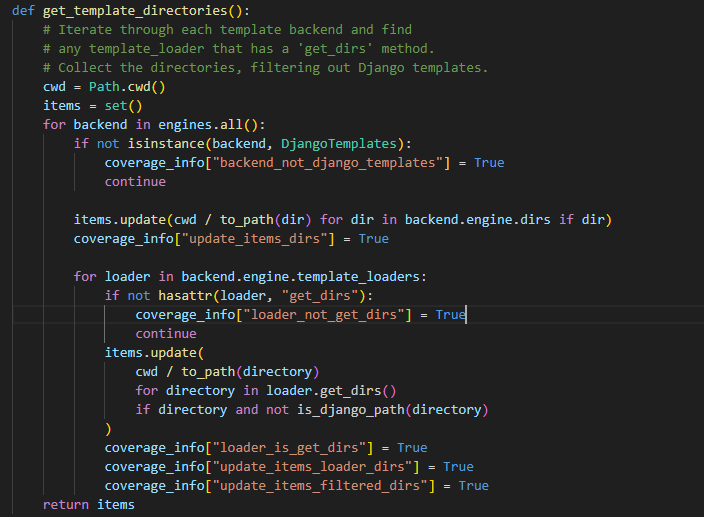 def get_template_directories():
    # Iterate through each template backend and find
    # any template_loader that has a 'get_dirs' method.
    # Collect the directories, filtering out Django templates.
    cwd = Path.cwd()
    items = set()
    for backend in engines.all():
        if not isinstance(backend, DjangoTemplates):
            coverage_info["backend_not_django_templates"] = True
            continue

        items.update(cwd / to_path(dir) for dir in backend.engine.dirs if dir)
        coverage_info["update_items_dirs"] = True

        for loader in backend.engine.template_loaders:
            if not hasattr(loader, "get_dirs"):
                coverage_info["loader_not_get_dirs"] = True
                continue
            items.update(
                cwd / to_path(directory)
                for directory in loader.get_dirs()
                if directory and not is_django_path(directory)
            )
            coverage_info["loader_is_get_dirs"] = True
            coverage_info["update_items_loader_dirs"] = True
            coverage_info["update_items_filtered_dirs"] = True
    return items